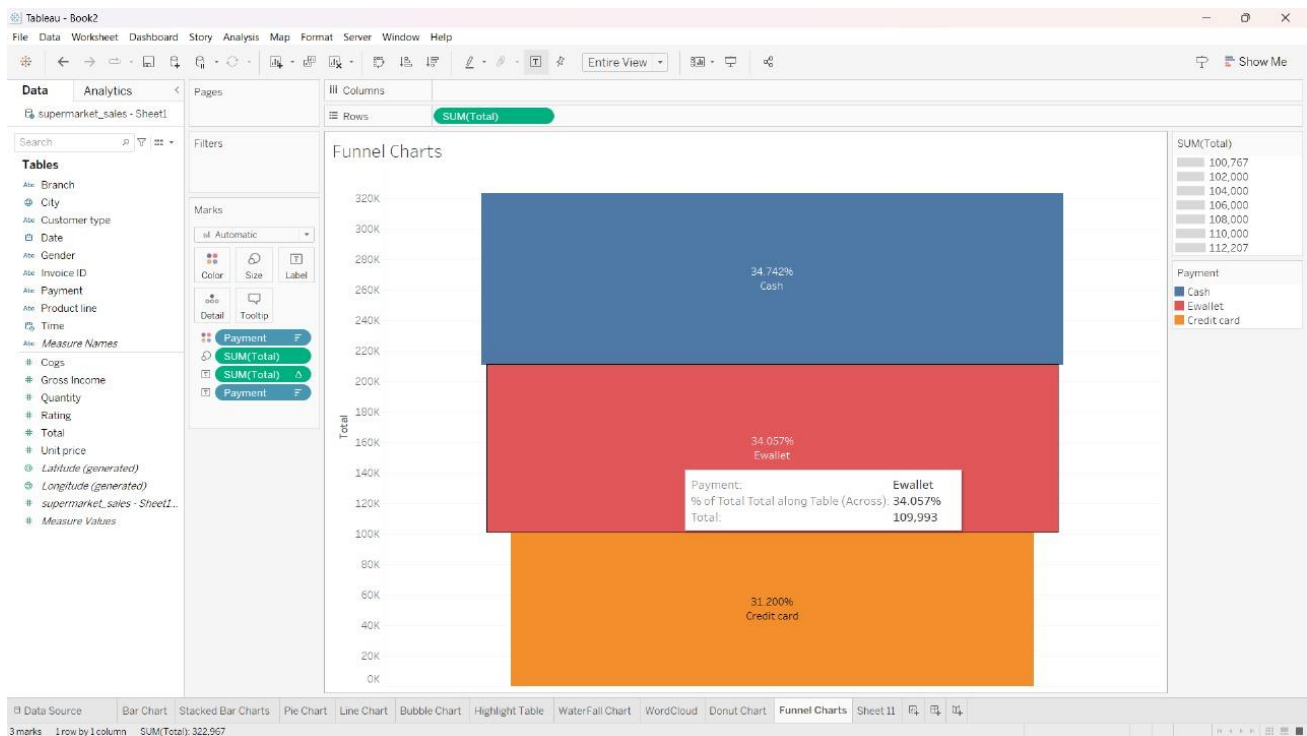 Tableau - Book2
File Data Worksheet Dashboard Story Analysis Map Format Server Window Help
Entire View
Show Me
Data Analytics
supermarket_sales - Sheet1
Search
Tables
Branch
City
Customer type
Date
Gender
Invoice ID
Payment
Product line
Time
Measure Names
Cogs
Gross Income
Quantity
Rating
Total
Unit price
Latitude (generated)
Longitude (generated)
supermarket_sales - Sheet1...
Measure Values
Pages
Filters
Marks
Automatic
Color Size Label
Detail Tooltip
Payment
SUM(Total)
SUM(Total)
Payment
Columns
Rows SUM(Total)
Funnel Charts
Total
320K
300K
280K
260K
240K
220K
200K
180K
160K
140K
120K
100K
80K
60K
40K
20K
0K
34.742%
Cash
34.057%
Ewallet
Payment: Ewallet
% of Total Total along Table (Across): 34.057%
Total: 109,993
31.200%
Credit card
SUM(Total)
100,767
102,000
104,000
106,000
108,000
110,000
112,207
Payment
Cash
Ewallet
Credit card
Data Source Bar Chart Stacked Bar Charts Pie Chart Line Chart Bubble Chart Highlight Table WaterFall Chart WordCloud Donut Chart Funnel Charts Sheet 11
3 marks 1 row by 1 column SUM(Total): 322,967